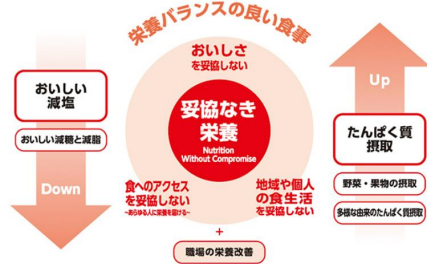 栄養バランスの良い食事
おいしさ
を妥協しない
おいしい
減塩
おいしい減糖と減脂
Down
妥協なき
栄養
Nutrition
Without Compromise
食へのアクセス
を妥協しない
~あらゆる人に栄養を届ける~
地域や個人
の食生活
を妥協しない
+
職場の栄養改善
Up
たんぱく質
摂取
野菜・果物の摂取
多様な由来のたんぱく質摂取